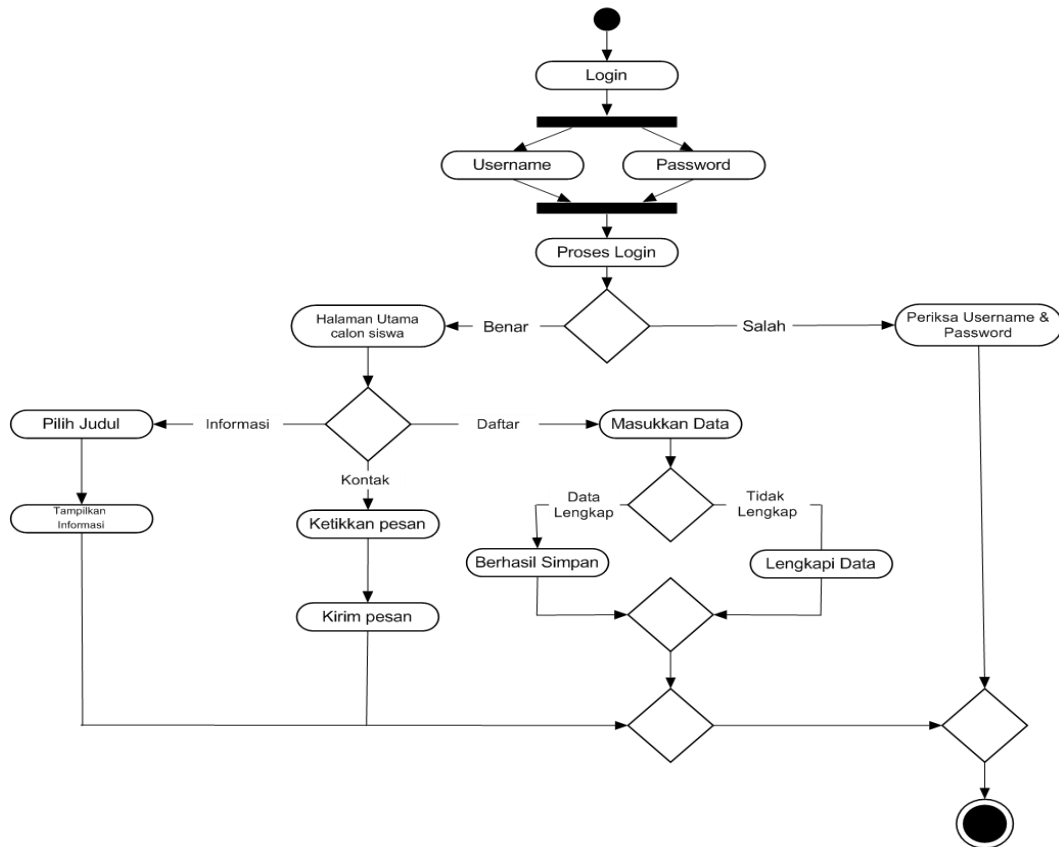 Login
Username
Password
Proses Login
Halaman Utama
calon siswa
Benar
Salah
Periksa Username &
Password
Pilih Judul
Informasi
Daftar
Masukkan Data
Kontak
Tampilkan
Informasi
Ketikkan pesan
Data
Lengkap
Tidak
Lengkap
Berhasil Simpan
Lengkapi Data
Kirim pesan